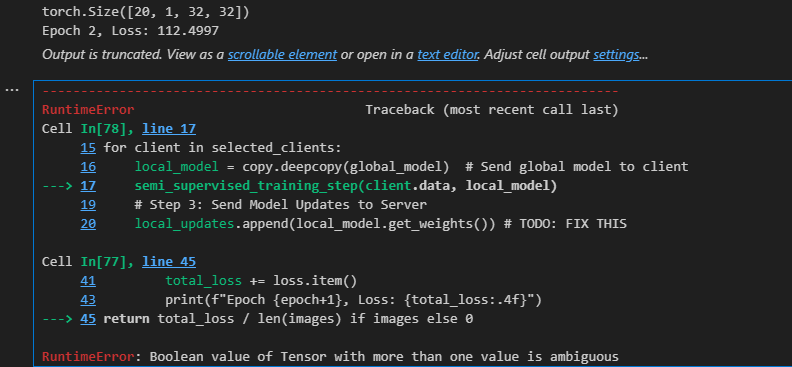 torch.Size([20, 1, 32, 32])
Epoch 2, Loss: 112.4997
Output is truncated. View as a scrollable element or open in a text editor. Adjust cell output settings...
...
---------------------------------------------------------------------------
RuntimeError                              Traceback (most recent call last)
Cell In[78], line 17
     15 for client in selected_clients:
     16     local_model = copy.deepcopy(global_model)  # Send global model to client
---> 17     semi_supervised_training_step(client.data, local_model)
     19     # Step 3: Send Model Updates to Server
     20     local_updates.append(local_model.get_weights()) # TODO: FIX THIS
Cell In[77], line 45
     41         total_loss += loss.item()
     43         print(f"Epoch {epoch+1}, Loss: {total_loss:.4f}")
---> 45 return total_loss / len(images) if images else 0
RuntimeError: Boolean value of Tensor with more than one value is ambiguous